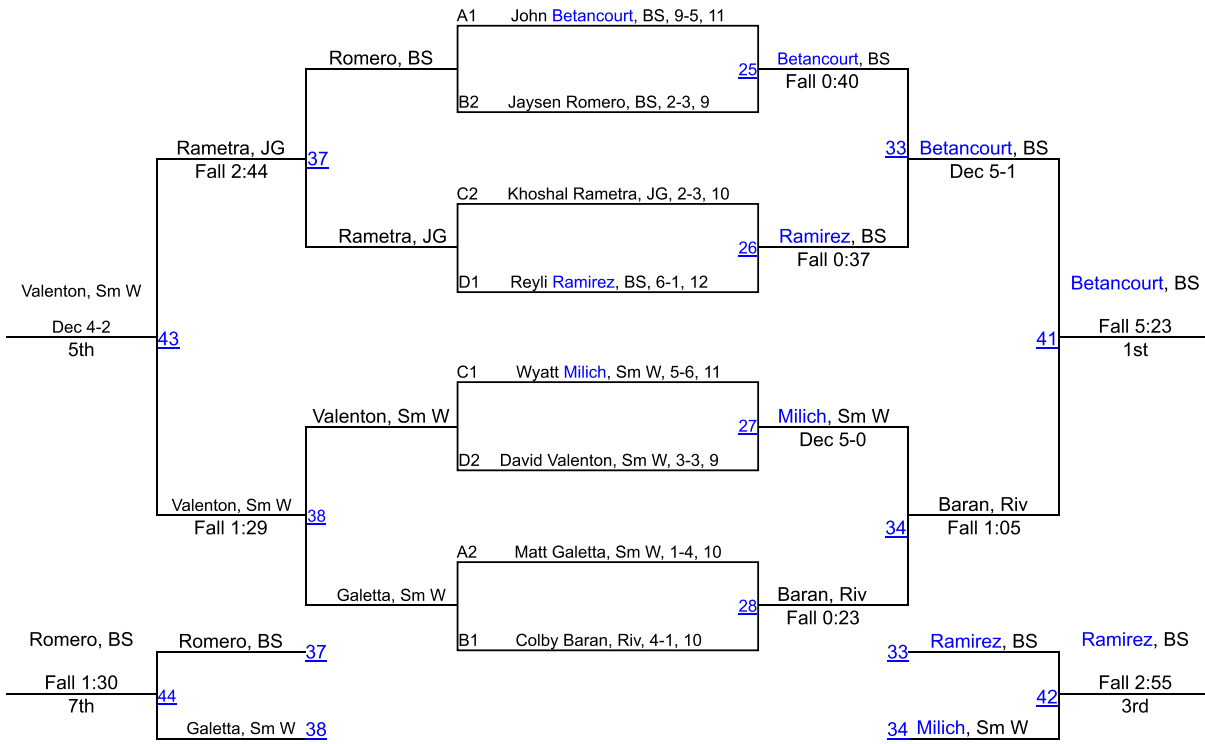 A1 John Betancourt, BS, 9-5, 11
Romero, BS
25
Betancourt, BS
Fall 0:40
B2 Jaysen Romero, BS, 2-3, 9
Rametra, JG
Fall 2:44
37
33
Betancourt, BS
Dec 5-1
C2 Khoshal Rametra, JG, 2-3, 10
Rametra, JG
26
Ramirez, BS
Fall 0:37
D1 Reyli Ramirez, BS, 6-1, 12
Valenton, Sm W
Dec 4-2
5th
43
41
Betancourt, BS
Fall 5:23
1st
C1 Wyatt Milich, Sm W, 5-6, 11
Valenton, Sm W
27
Milich, Sm W
Dec 5-0
D2 David Valenton, Sm W, 3-3, 9
Valenton, Sm W
Fall 1:29
38
34
Baran, Riv
Fall 1:05
A2 Matt Galetta, Sm W, 1-4, 10
Galetta, Sm W
28
Baran, Riv
Fall 0:23
B1 Colby Baran, Riv, 4-1, 10
Romero, BS
Fall 1:30
7th
Romero, BS 37
44
Galetta, Sm W 38
33 Ramirez, BS
42
34 Milich, Sm W
Ramirez, BS
Fall 2:55
3rd